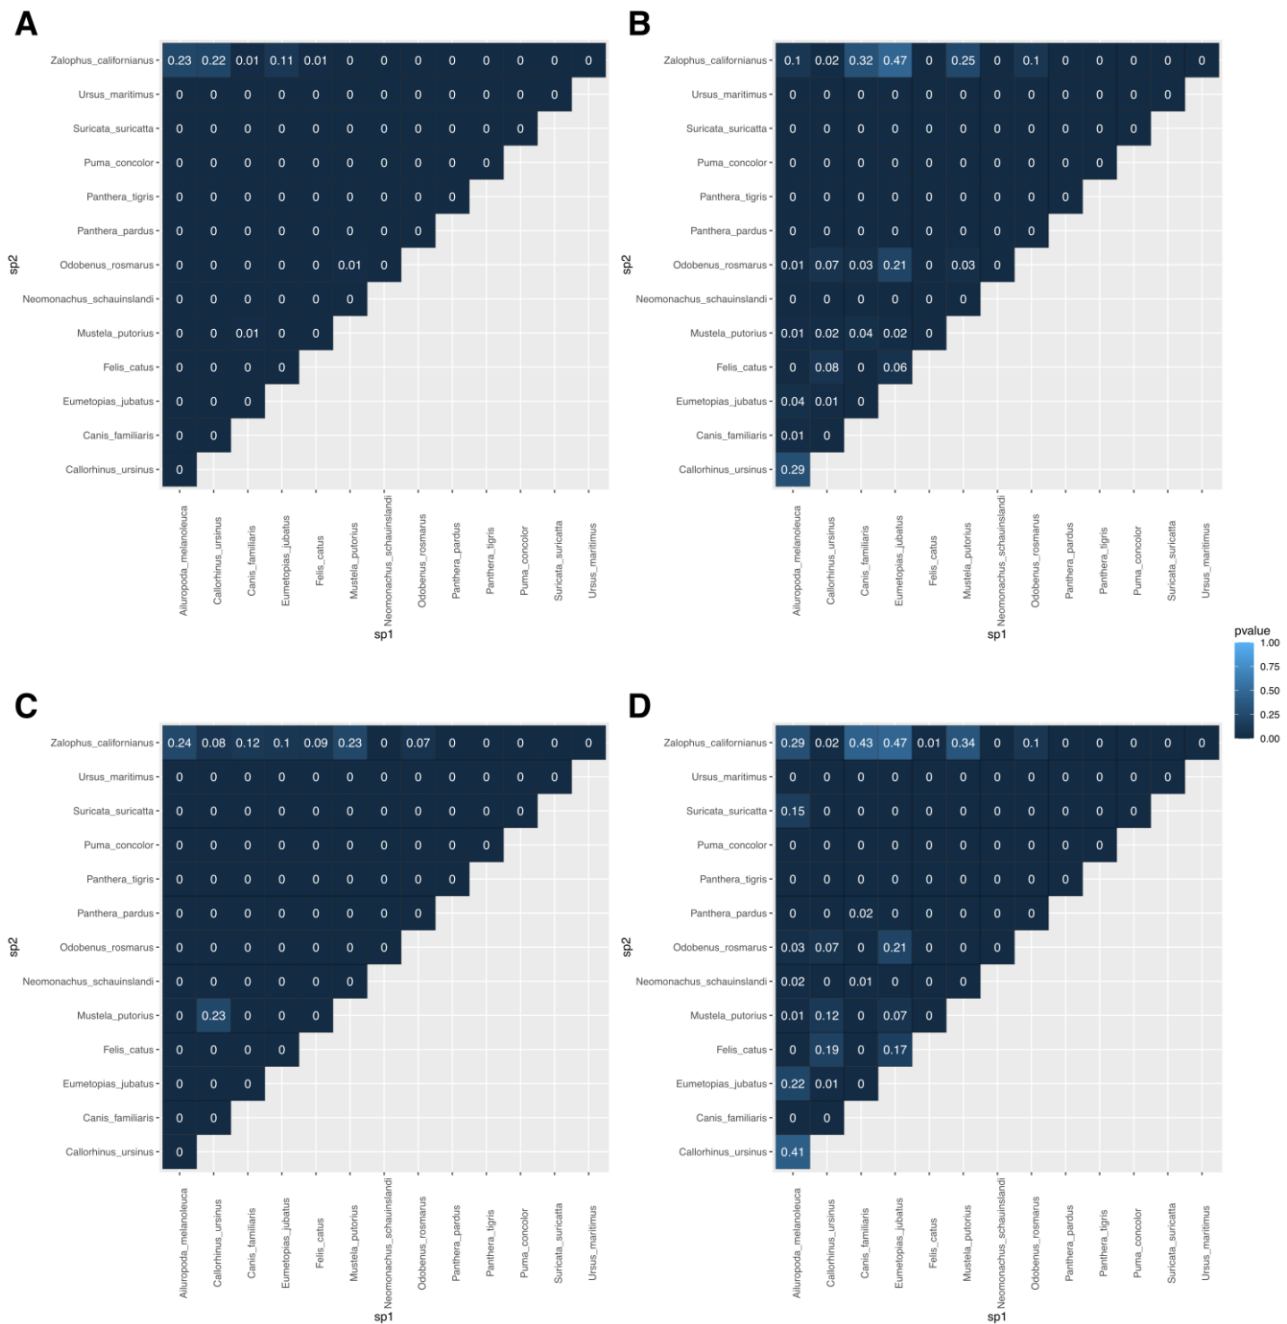 A
Zalophus_californianus 0.23 0.22 0.01 0.11 0.01 0 0 0 0 0 0 0 0
Ursus_maritimus 0 0 0 0 0 0 0 0 0 0 0 0
Suricata_suricatta 0 0 0 0 0 0 0 0 0 0 0
Puma_concolor 0 0 0 0 0 0 0 0 0 0
Panthera_tigris 0 0 0 0 0 0 0 0 0
Panthera_pardus 0 0 0 0 0 0 0 0
Odobenus_rosmarus 0 0 0 0 0 0.01 0
Neomonachus_schauinslandi 0 0 0 0 0 0
Mustela_putorius 0 0 0.01 0 0
Felis_catus 0 0 0 0
Eumetopias_jubatus 0 0 0
Canis_familiaris 0 0
Callorhinus_ursinus 0
sp2
Ailuropoda_melanoleuca
Callorhinus_ursinus
Canis_familiaris
Eumetopias_jubatus
Felis_catus
Mustela_putorius
Neomonachus_schauinslandi
Odobenus_rosmarus
Panthera_pardus
Panthera_tigris
Puma_concolor
Suricata_suricatta
Ursus_maritimus
sp1
B
Zalophus_californianus 0.1 0.02 0.32 0.47 0 0.25 0 0.1 0 0 0 0 0
Ursus_maritimus 0 0 0 0 0 0 0 0 0 0 0 0
Suricata_suricatta 0 0 0 0 0 0 0 0 0 0 0
Puma_concolor 0 0 0 0 0 0 0 0 0 0
Panthera_tigris 0 0 0 0 0 0 0 0 0
Panthera_pardus 0 0 0 0 0 0 0 0
Odobenus_rosmarus 0.01 0.07 0.03 0.21 0 0.03 0
Neomonachus_schauinslandi 0 0 0 0 0 0
Mustela_putorius 0.01 0.02 0.04 0.02 0
Felis_catus 0 0.08 0 0.06
Eumetopias_jubatus 0.04 0.01 0
Canis_familiaris 0.01 0
Callorhinus_ursinus 0.29
sp2
Ailuropoda_melanoleuca
Callorhinus_ursinus
Canis_familiaris
Eumetopias_jubatus
Felis_catus
Mustela_putorius
Neomonachus_schauinslandi
Odobenus_rosmarus
Panthera_pardus
Panthera_tigris
Puma_concolor
Suricata_suricatta
Ursus_maritimus
sp1
pvalue
1.00
0.75
0.50
0.25
0.00
C
Zalophus_californianus 0.24 0.08 0.12 0.1 0.09 0.23 0 0.07 0 0 0 0 0
Ursus_maritimus 0 0 0 0 0 0 0 0 0 0 0 0
Suricata_suricatta 0 0 0 0 0 0 0 0 0 0 0
Puma_concolor 0 0 0 0 0 0 0 0 0 0
Panthera_tigris 0 0 0 0 0 0 0 0 0
Panthera_pardus 0 0 0 0 0 0 0 0
Odobenus_rosmarus 0 0 0 0 0 0 0
Neomonachus_schauinslandi 0 0 0 0 0 0
Mustela_putorius 0 0.23 0 0 0
Felis_catus 0 0 0 0
Eumetopias_jubatus 0 0 0
Canis_familiaris 0 0
Callorhinus_ursinus 0
sp2
Ailuropoda_melanoleuca
Callorhinus_ursinus
Canis_familiaris
Eumetopias_jubatus
Felis_catus
Mustela_putorius
Neomonachus_schauinslandi
Odobenus_rosmarus
Panthera_pardus
Panthera_tigris
Puma_concolor
Suricata_suricatta
Ursus_maritimus
sp1
D
Zalophus_californianus 0.29 0.02 0.43 0.47 0.01 0.34 0 0.1 0 0 0 0 0
Ursus_maritimus 0 0 0 0 0 0 0 0 0 0 0 0
Suricata_suricatta 0.15 0 0 0 0 0 0 0 0 0 0
Puma_concolor 0 0 0 0 0 0 0 0 0 0
Panthera_tigris 0 0 0 0 0 0 0 0 0
Panthera_pardus 0 0 0.02 0 0 0 0 0
Odobenus_rosmarus 0.03 0.07 0 0.21 0 0 0
Neomonachus_schauinslandi 0.02 0 0.01 0 0 0
Mustela_putorius 0.01 0.12 0 0.07 0
Felis_catus 0 0.19 0 0.17
Eumetopias_jubatus 0.22 0.01 0
Canis_familiaris 0 0
Callorhinus_ursinus 0.41
sp2
Ailuropoda_melanoleuca
Callorhinus_ursinus
Canis_familiaris
Eumetopias_jubatus
Felis_catus
Mustela_putorius
Neomonachus_schauinslandi
Odobenus_rosmarus
Panthera_pardus
Panthera_tigris
Puma_concolor
Suricata_suricatta
Ursus_maritimus
sp1